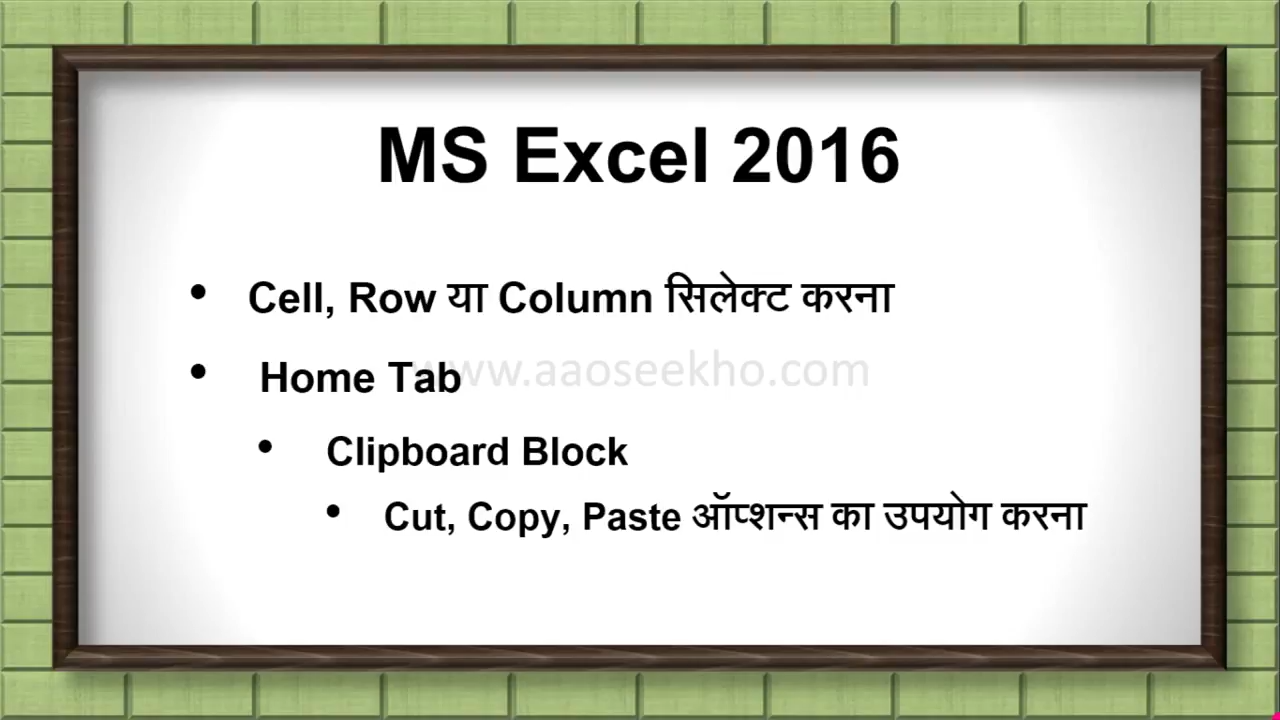 MS Excel 2016
• Cell, Row या Column सिलेक्ट करना
• Home Tab
www.aaoseekho.com
• Clipboard Block
• Cut, Copy, Paste ऑप्शन्स का उपयोग करना